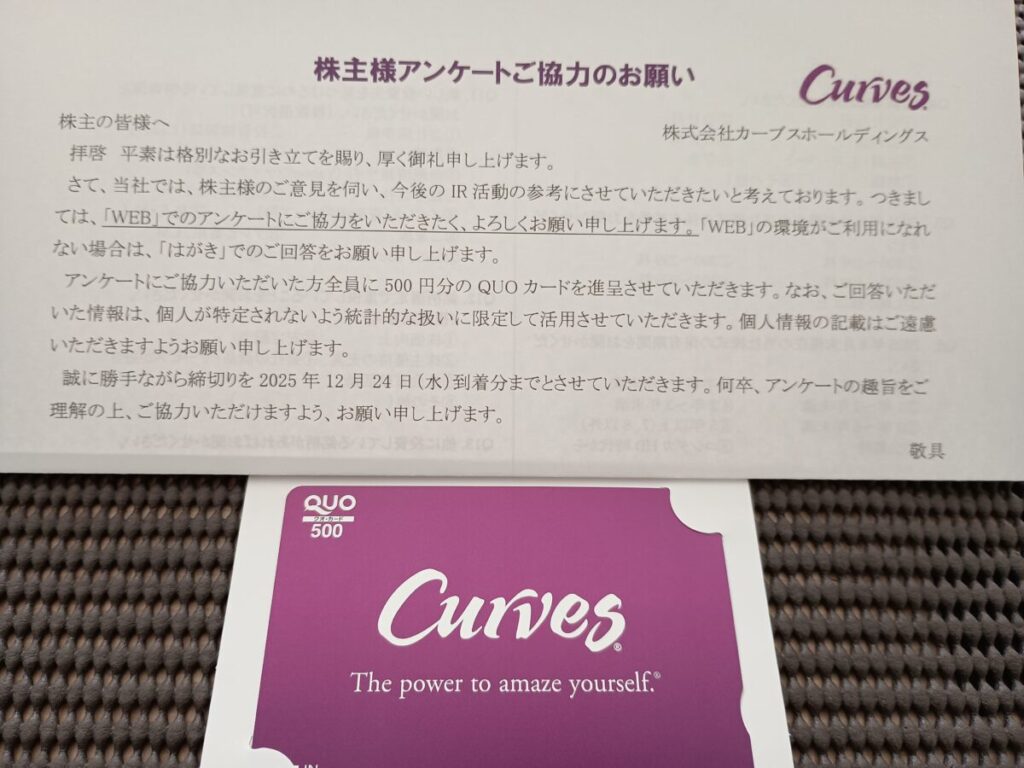 株主様アンケートご協力のお願い
Curves
株式会社カーブスホールディングス
株主の皆様へ
拝啓 平素は格別なお引き立てを賜り、厚く御礼申し上げます。
さて、当社では、株主様のご意見を伺い、今後の IR 活動の参考にさせていただきたいと考えております。つきまし
ては、「WEB」でのアンケートにご協力をいただきたく、よろしくお願い申し上げます。「WEB」の環境がご利用になれ
ない場合は、「はがき」でのご回答をお願い申し上げます。
アンケートにご協力いただいた方全員に 500 円分の QUO カードを進呈させていただきます。なお、ご回答いただ
いた情報は、個人が特定されないよう統計的な扱いに限定して活用させていただきます。個人情報の記載はご遠慮
いただきますようお願い申し上げます。
誠に勝手ながら締切りを 2025 年 12 月 24 日（水）到着分までとさせていただきます。何卒、アンケートの趣旨をご
理解の上、ご協力いただけますよう、お願い申し上げます。
敬具
QUO
クオ・カード
500
Curves®
The power to amaze yourself.®